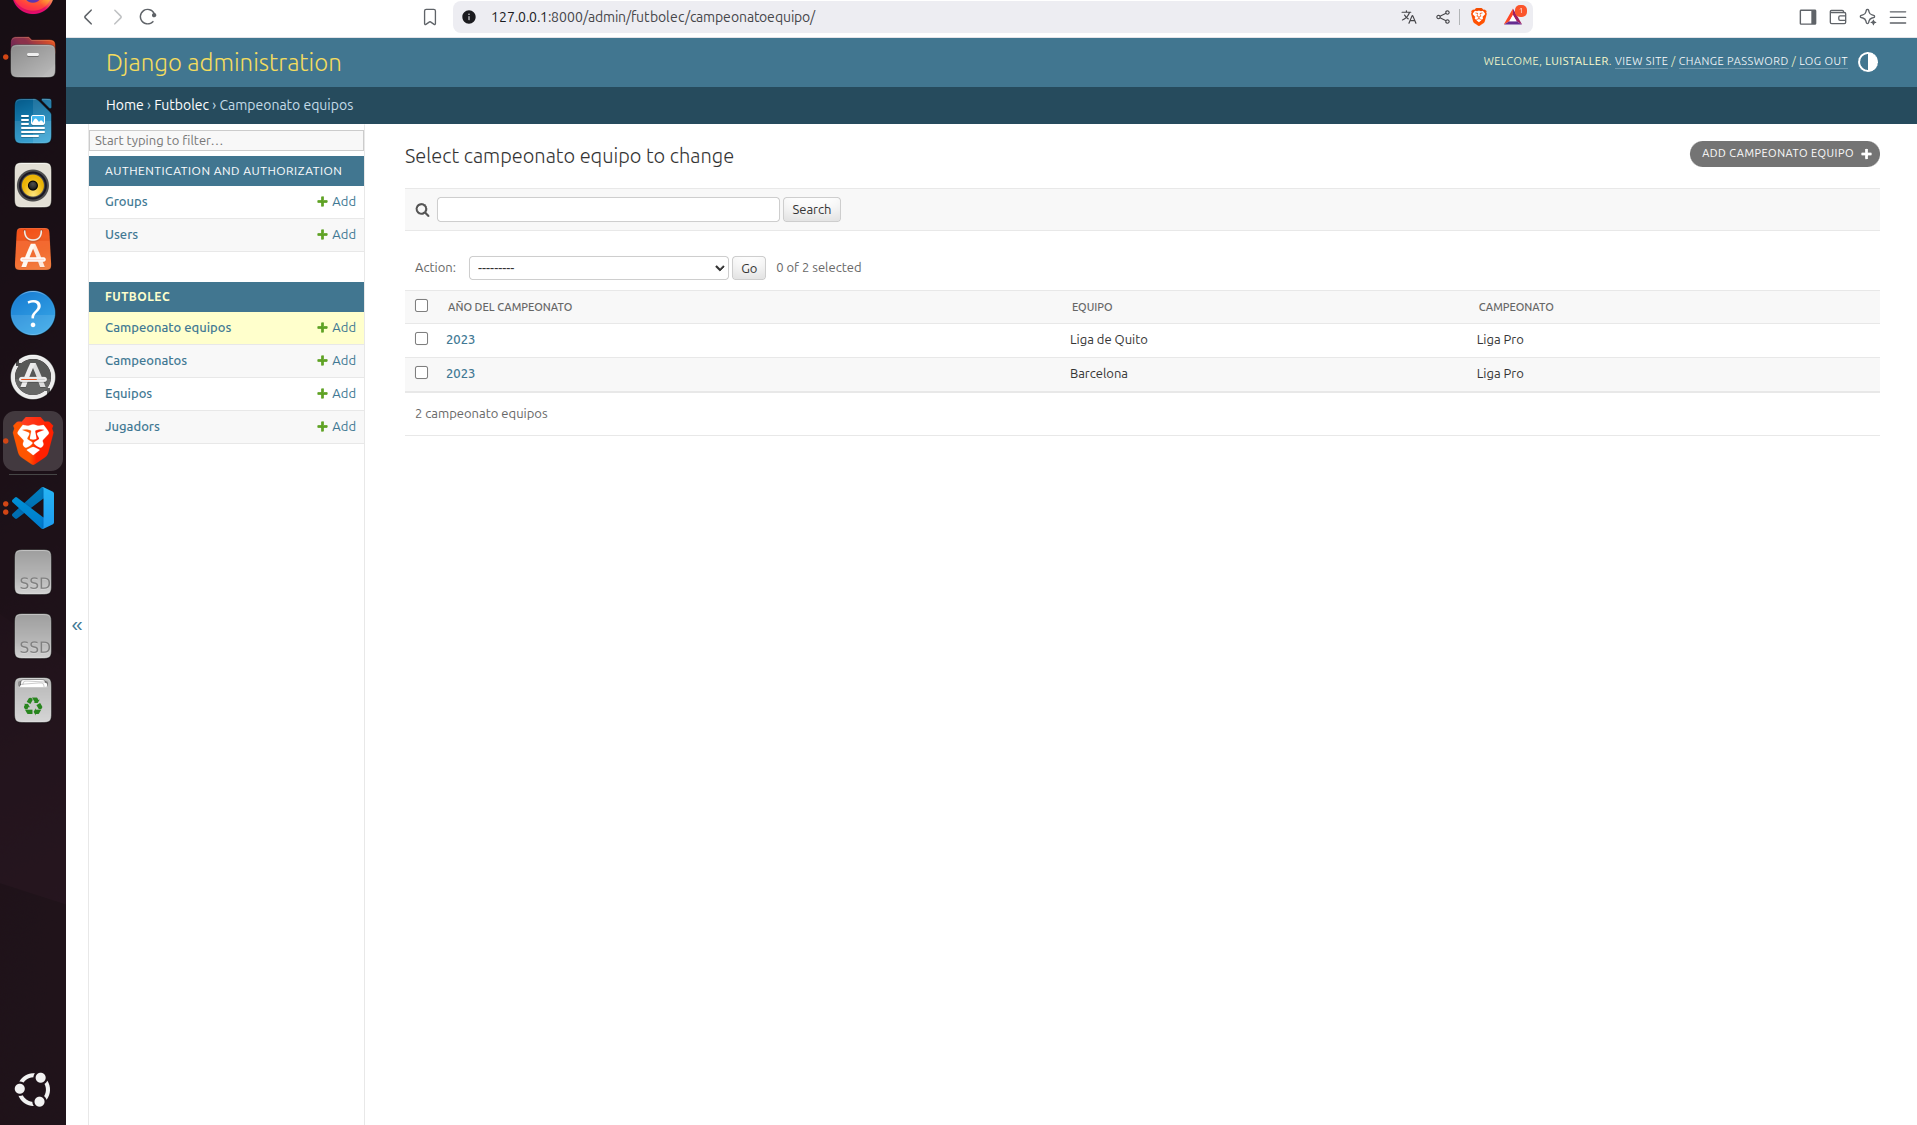 127.0.0.1:8000/admin/futbolec/campeonatoequipo/
1
Django administration
WELCOME, LUISTALLER. VIEW SITE / CHANGE PASSWORD / LOG OUT
Home › Futbolec › Campeonato equipos
Start typing to filter…
AUTHENTICATION AND AUTHORIZATION
Groups + Add
Users + Add
FUTBOLEC
Campeonato equipos + Add
Campeonatos + Add
Equipos + Add
Jugadors + Add
«
Select campeonato equipo to change
ADD CAMPEONATO EQUIPO +
Search
Action: --------- Go 0 of 2 selected
AÑO DEL CAMPEONATO EQUIPO CAMPEONATO
2023 Liga de Quito Liga Pro
2023 Barcelona Liga Pro
2 campeonato equipos
SSD
SSD